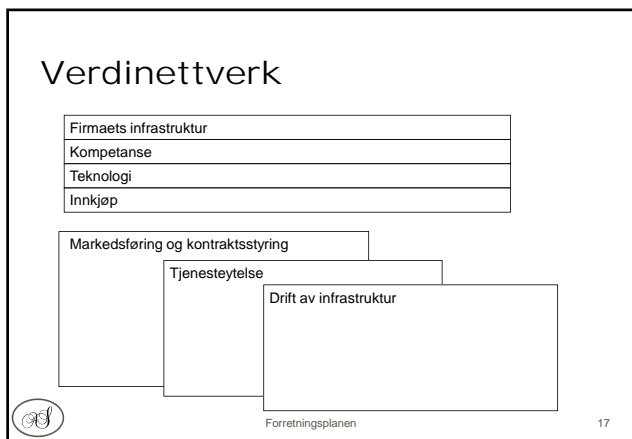 Verdinettverk
Firmaets infrastruktur
Kompetanse
Teknologi
Innkjøp
Markedsføring og kontraktsstyring
Tjenesteytelse
Drift av infrastruktur
Forretningsplanen
17